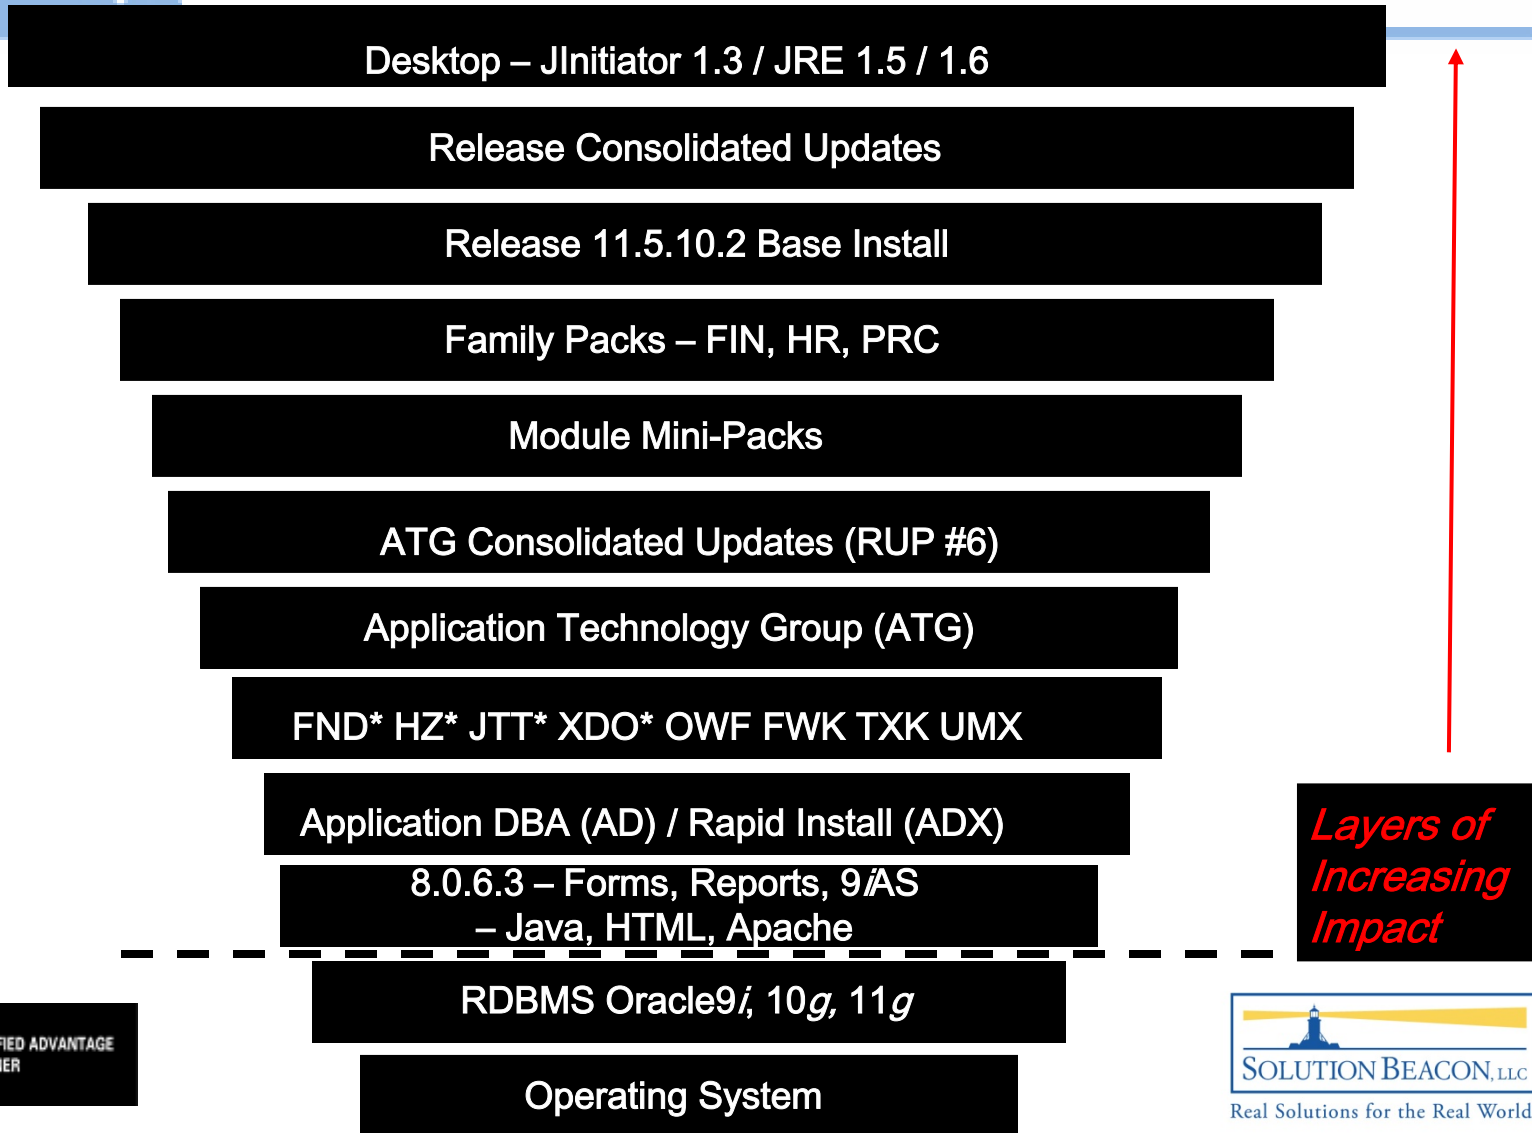 Desktop – JInitiator 1.3 / JRE 1.5 / 1.6
Release Consolidated Updates
Release 11.5.10.2 Base Install
Family Packs – FIN, HR, PRC
Module Mini-Packs
ATG Consolidated Updates (RUP #6)
Application Technology Group (ATG)
FND* HZ* JTT* XDO* OWF FWK TXK UMX
Application DBA (AD) / Rapid Install (ADX)
8.0.6.3 – Forms, Reports, 9iAS
– Java, HTML, Apache
RDBMS Oracle9i, 10g, 11g
Operating System
Layers of
Increasing
Impact
FIED ADVANTAGE
NER
SOLUTION BEACON, LLC
Real Solutions for the Real World